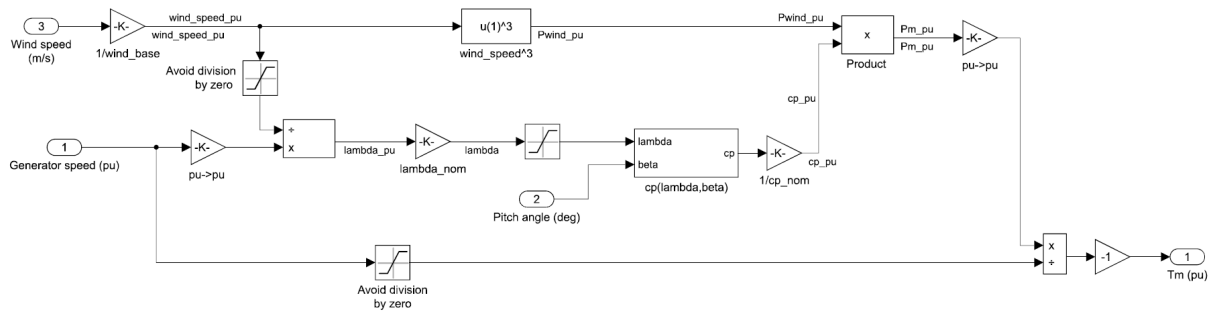 3
Wind speed
(m/s)
-K-
1/wind_base
wind_speed_pu
wind_speed_pu
u(1)^3
wind_speed^3
Pwind_pu
Pwind_pu
x
Product
Pm_pu
Pm_pu
-K-
pu->pu
Avoid division
by zero
cp_pu
1
Generator speed (pu)
-K-
pu->pu
÷
x
lambda_pu
-K-
lambda_nom
lambda
lambda
beta
cp
cp(lambda,beta)
-K-
1/cp_nom
cp_pu
2
Pitch angle (deg)
Avoid division
by zero
x
÷
-1
1
Tm (pu)